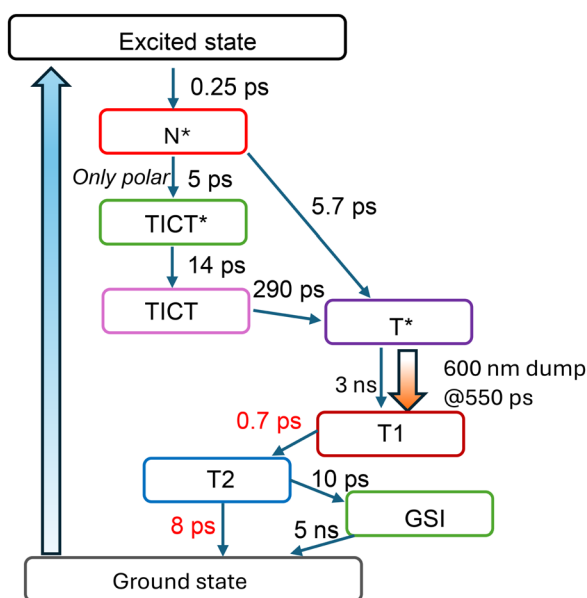 Excited state
0.25 ps
N*
Only polar
5 ps
5.7 ps
TICT*
14 ps
TICT
290 ps
T*
3 ns
600 nm dump
@550 ps
T1
0.7 ps
T2
10 ps
GSI
8 ps
5 ns
Ground state